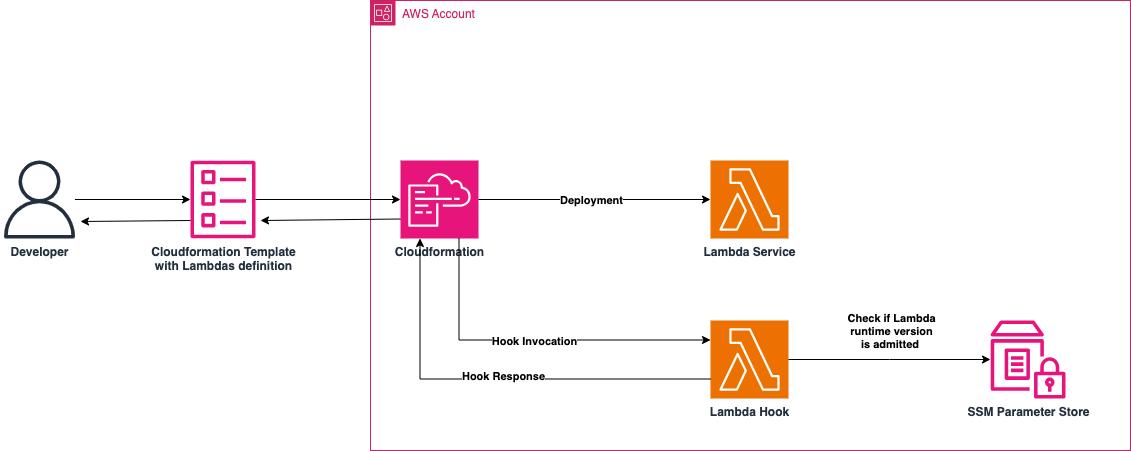 AWS Account
Deployment
Developer
Cloudformation Template
with Lambdas definition
Cloudformation
Lambda Service
Check if Lambda
runtime version
is admitted
Hook Invocation
Hook Response
Lambda Hook
SSM Parameter Store